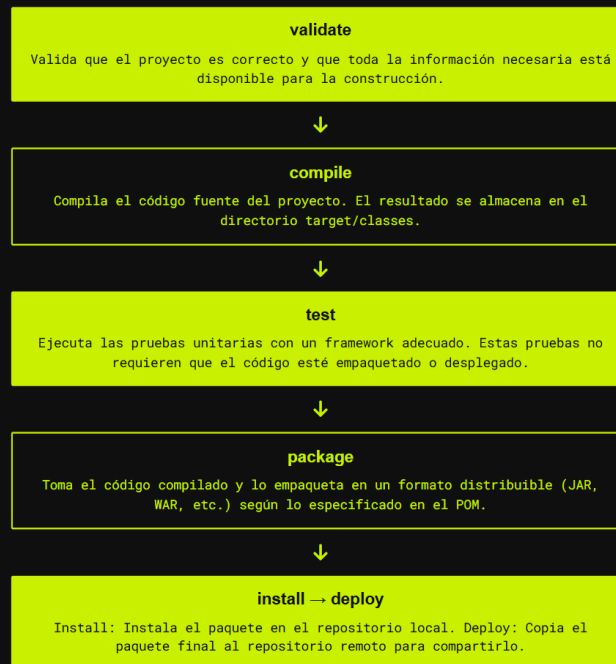 validate
Valida que el proyecto es correcto y que toda la información necesaria está
disponible para la construcción.
↓
compile
Compila el código fuente del proyecto. El resultado se almacena en el
directorio target/classes.
↓
test
Ejecuta las pruebas unitarias con un framework adecuado. Estas pruebas no
requieren que el código esté empaquetado o desplegado.
↓
package
Toma el código compilado y lo empaqueta en un formato distribuible (JAR,
WAR, etc.) según lo especificado en el POM.
↓
install → deploy
Install: Instala el paquete en el repositorio local. Deploy: Copia el
paquete final al repositorio remoto para compartirlo.